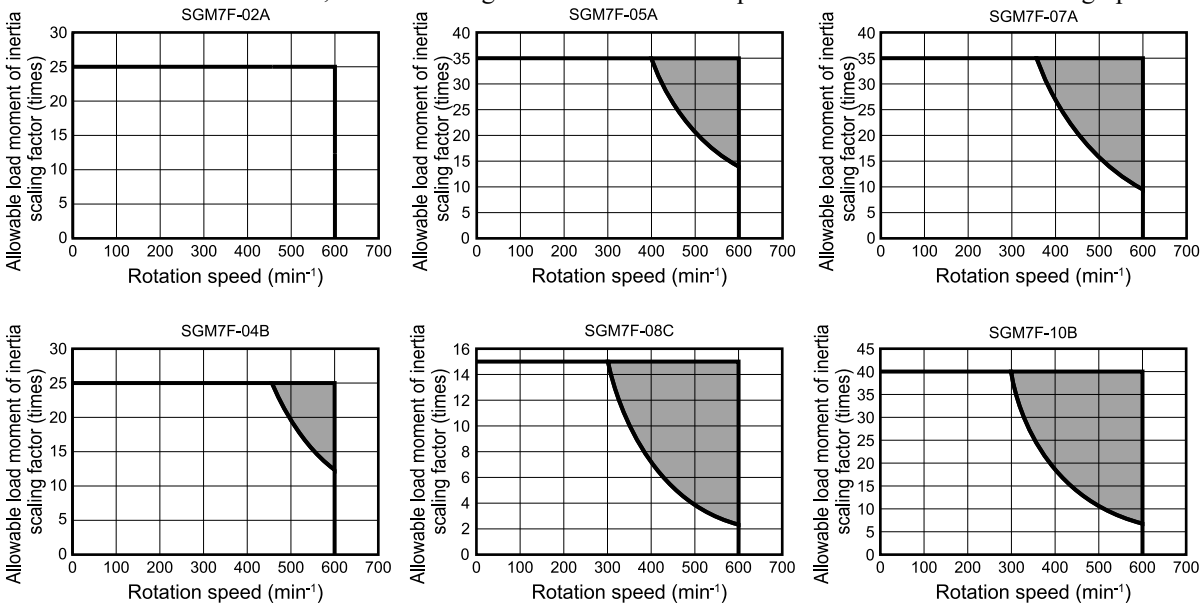 SGM7F-02A
Allowable load moment of inertia
scaling factor (times)
30
25
20
15
10
5
0
0 100 200 300 400 500 600 700
Rotation speed (min-1)
SGM7F-05A
Allowable load moment of inertia
scaling factor (times)
40
35
30
25
20
15
10
5
0
0 100 200 300 400 500 600 700
Rotation speed (min-1)
SGM7F-07A
Allowable load moment of inertia
scaling factor (times)
40
35
30
25
20
15
10
5
0
0 100 200 300 400 500 600 700
Rotation speed (min-1)
SGM7F-04B
Allowable load moment of inertia
scaling factor (times)
30
25
20
15
10
5
0
0 100 200 300 400 500 600 700
Rotation speed (min-1)
SGM7F-08C
Allowable load moment of inertia
scaling factor (times)
16
14
12
10
8
6
4
2
0
0 100 200 300 400 500 600 700
Rotation speed (min-1)
SGM7F-10B
Allowable load moment of inertia
scaling factor (times)
45
40
35
30
25
20
15
10
5
0
0 100 200 300 400 500 600 700
Rotation speed (min-1)